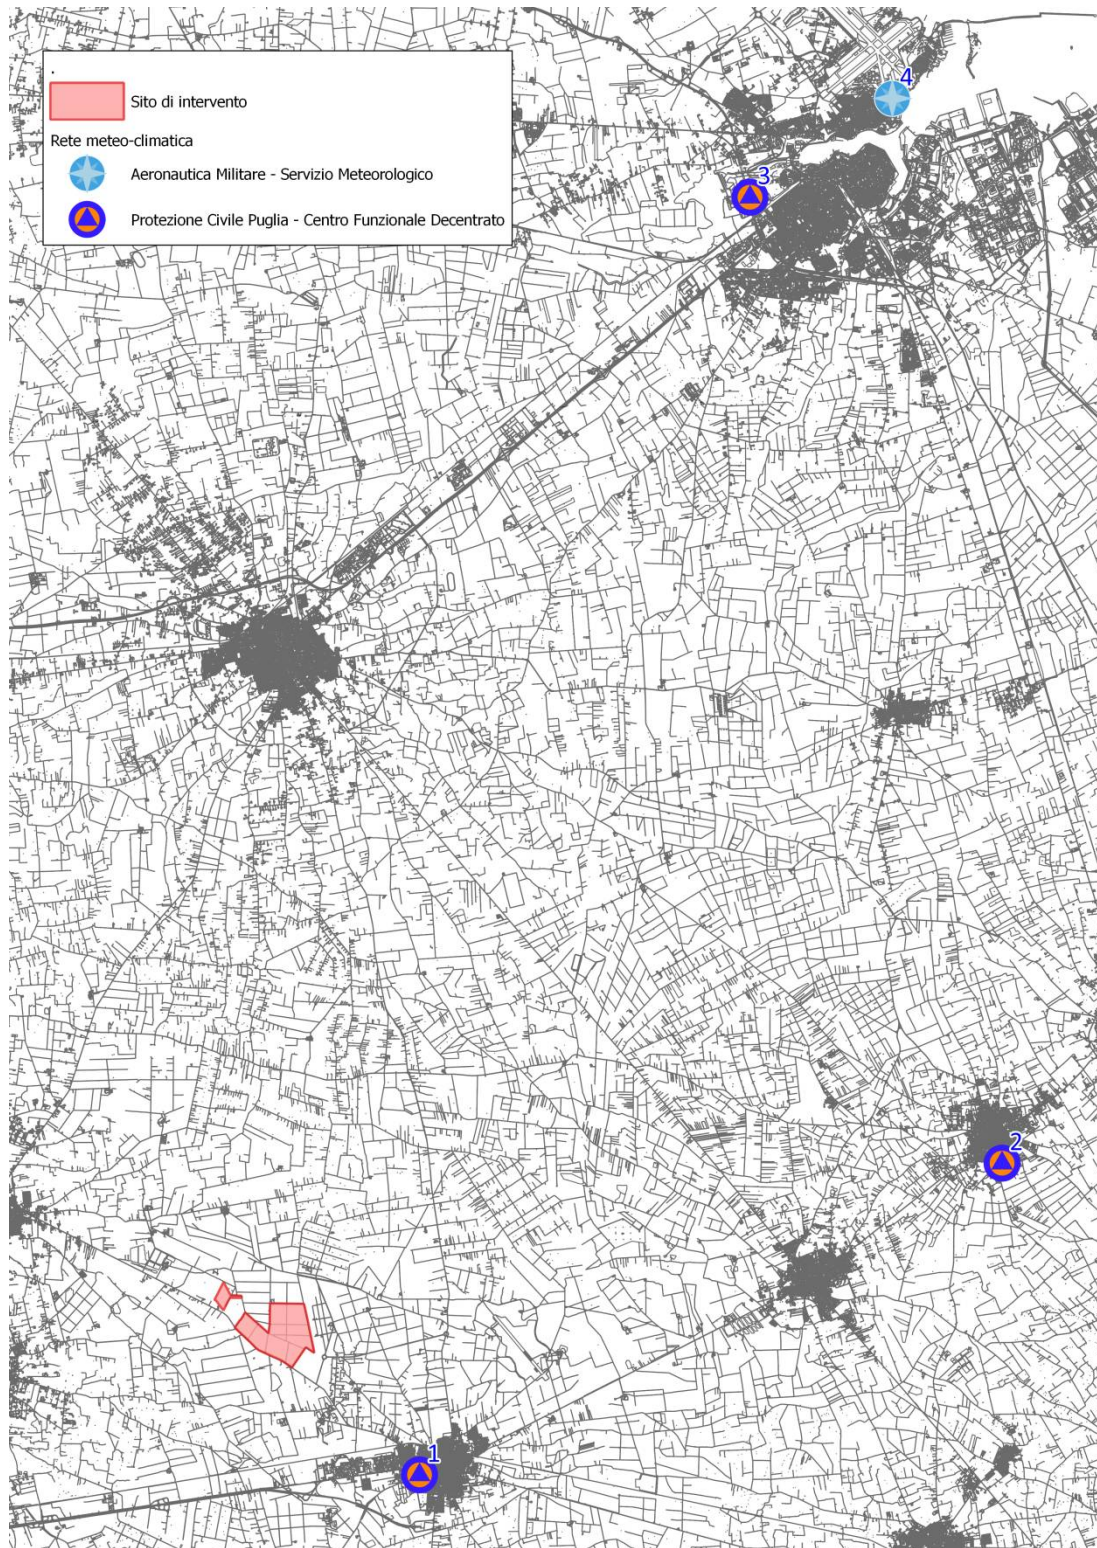 .
Sito di intervento
Rete meteo-climatica
Aeronautica Militare - Servizio Meteorologico
Protezione Civile Puglia - Centro Funzionale Decentrato
4
3
2
1